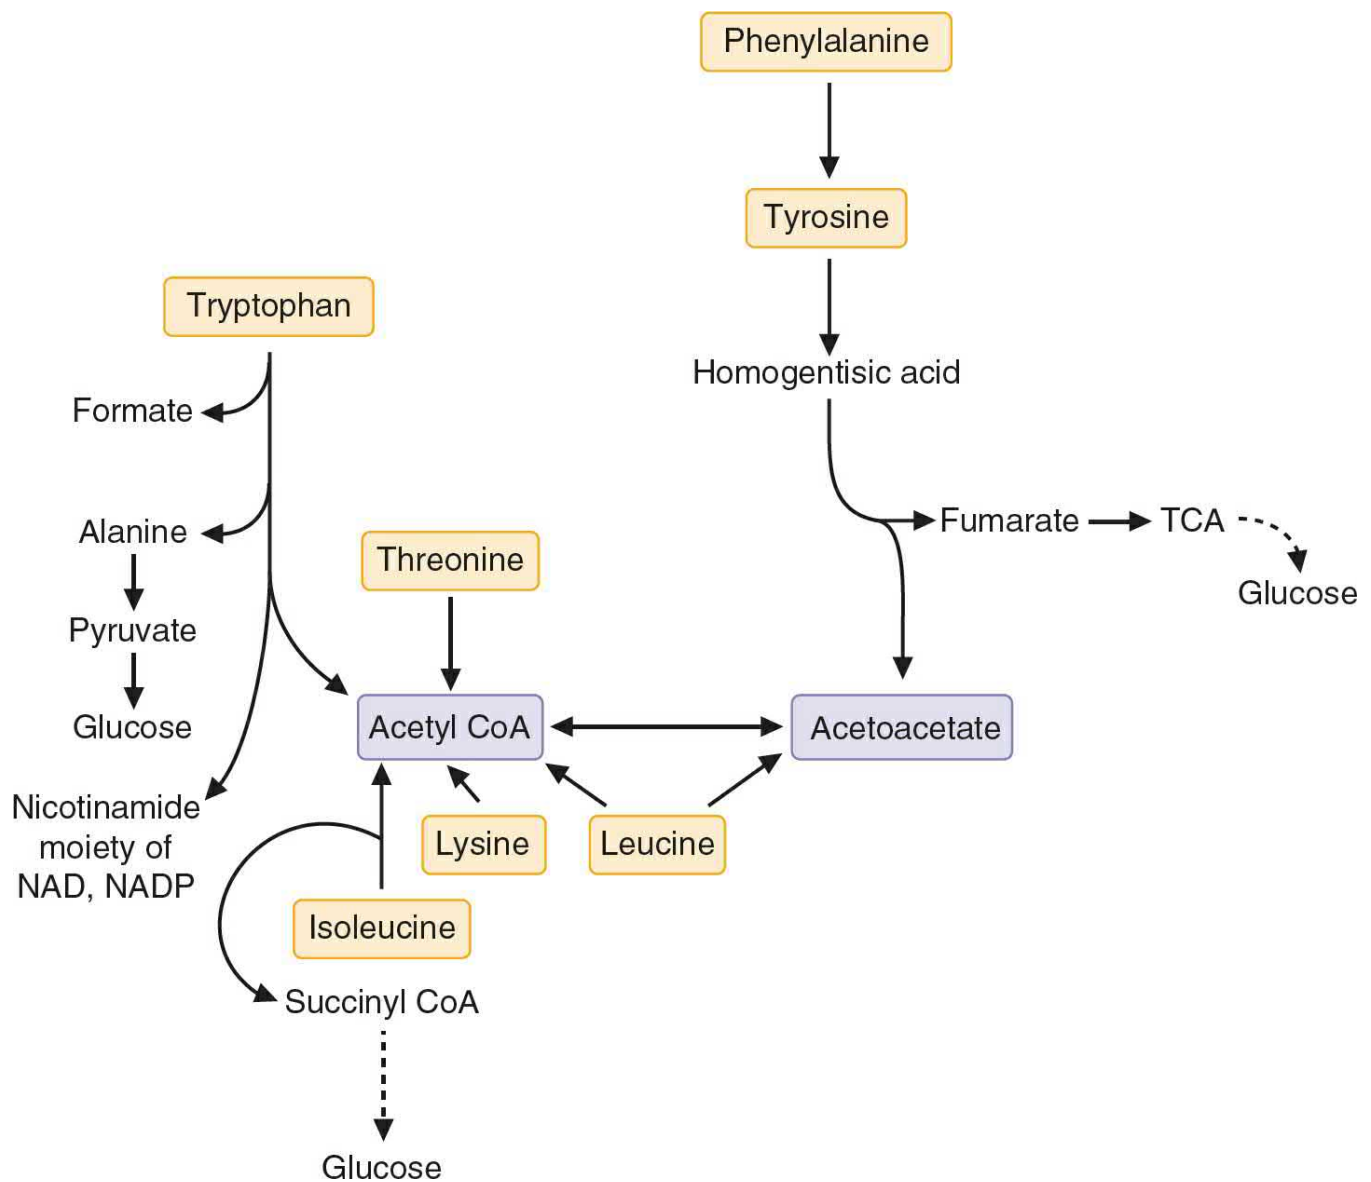 Phenylalanine
Tyrosine
Tryptophan
Homogentisic acid
Formate
Fumarate
TCA
Alanine
Threonine
Glucose
Pyruvate
Glucose
Acetyl CoA
Acetoacetate
Nicotinamide
moiety of
NAD, NADP
Lysine
Leucine
Isoleucine
Succinyl CoA
Glucose